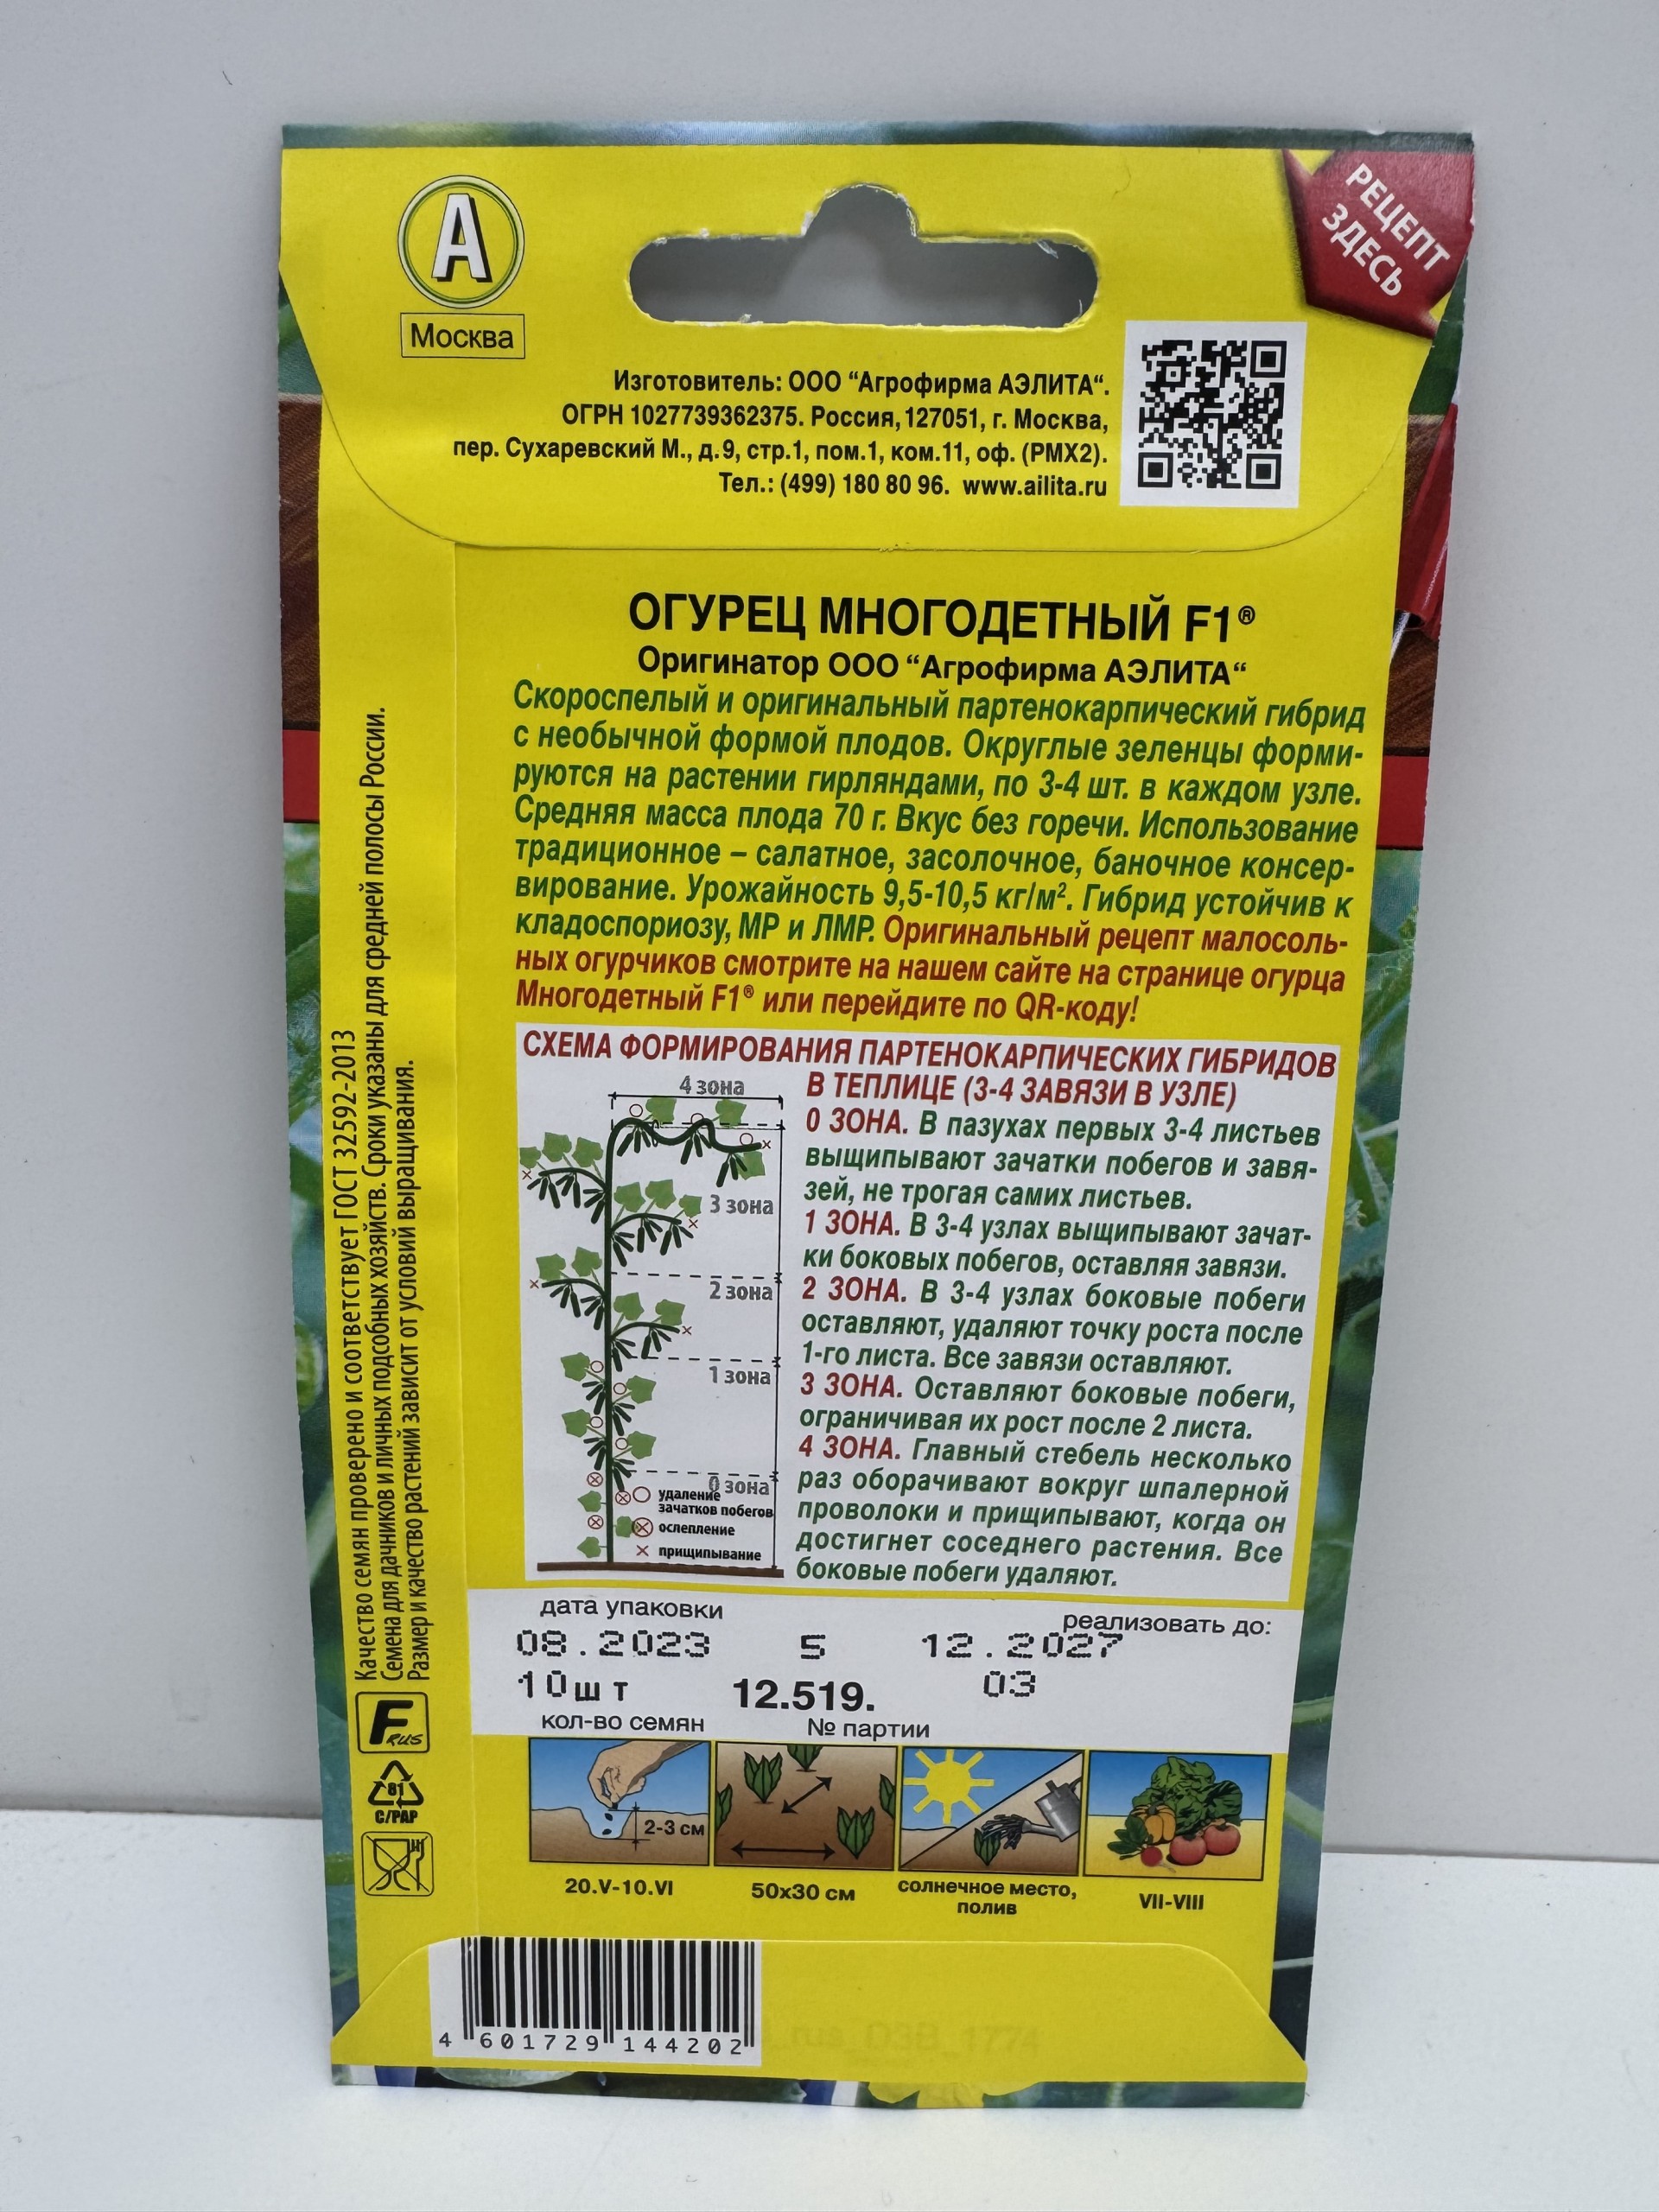 А
Москва
РЕЦЕПТ
ЗДЕСЬ
Изготовитель: ООО “Агрофирма АЭЛИТА“.
ОГРН 1027739362375. Россия, 127051, г. Москва,
пер. Сухаревский М., д.9, стр.1, пом.1, ком.11, оф. (РМХ2).
Тел.: (499) 180 80 96. www.ailita.ru
ОГУРЕЦ МНОГОДЕТНЫЙ F1®
Оригинатор ООО “Агрофирма АЭЛИТА“
Скороспелый и оригинальный партенокарпический гибрид
с необычной формой плодов. Округлые зеленцы форми-
руются на растении гирляндами, по 3-4 шт. в каждом узле.
Средняя масса плода 70 г. Вкус без горечи. Использование
традиционное – салатное, засолочное, баночное консер-
вирование. Урожайность 9,5-10,5 кг/м². Гибрид устойчив к
кладоспориозу, МР и ЛМР. Оригинальный рецепт малосоль-
ных огурчиков смотрите на нашем сайте на странице огурца
Многодетный F1® или перейдите по QR-коду!
СХЕМА ФОРМИРОВАНИЯ ПАРТЕНОКАРПИЧЕСКИХ ГИБРИДОВ
В ТЕПЛИЦЕ (3-4 ЗАВЯЗИ В УЗЛЕ)
0 ЗОНА. В пазухах первых 3-4 листьев
выщипывают зачатки побегов и завя-
зей, не трогая самих листьев.
1 ЗОНА. В 3-4 узлах выщипывают зачат-
ки боковых побегов, оставляя завязи.
2 ЗОНА. В 3-4 узлах боковые побеги
оставляют, удаляют точку роста после
1-го листа. Все завязи оставляют.
3 ЗОНА. Оставляют боковые побеги,
ограничивая их рост после 2 листа.
4 ЗОНА. Главный стебель несколько
раз оборачивают вокруг шпалерной
проволоки и прищипывают, когда он
достигнет соседнего растения. Все
боковые побеги удаляют.
4 зона
3 зона
2 зона
1 зона
0 зона
удаление
зачатков побегов
ослепление
прищипывание
дата упаковки
реализовать до:
08.2023 5 12.2027
10шт 12.519. 03
кол-во семян № партии
2-3 см
20.V-10.VI
50x30 см
солнечное место,
полив
VII-VIII
Качество семян проверено и соответствует ГОСТ 32592-2013
Семена для дачников и личных подсобных хозяйств. Сроки указаны для средней полосы России.
Размер и качество растений зависит от условий выращивания.
F RUS
81
C/PAP
4 601729 144202